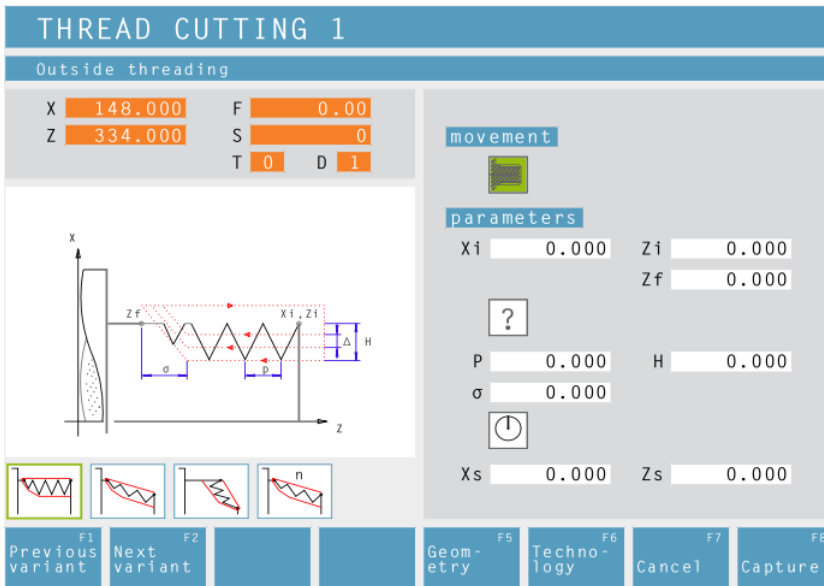 THREAD CUTTING 1
Outside threading
X 148.000 F 0.00
Z 334.000 S 0
T 0 D 1
movement
parameters
Xi 0.000 Zi 0.000
Zf 0.000
?
P 0.000 H 0.000
σ 0.000
Xs 0.000 Zs 0.000
X
Zf Xi,Zi
Δ H
σ p
Z
n
F1 F2 F5 F6 F7 F8
Previous Next Geom- Techno-
variant variant etry logy Cancel Capture